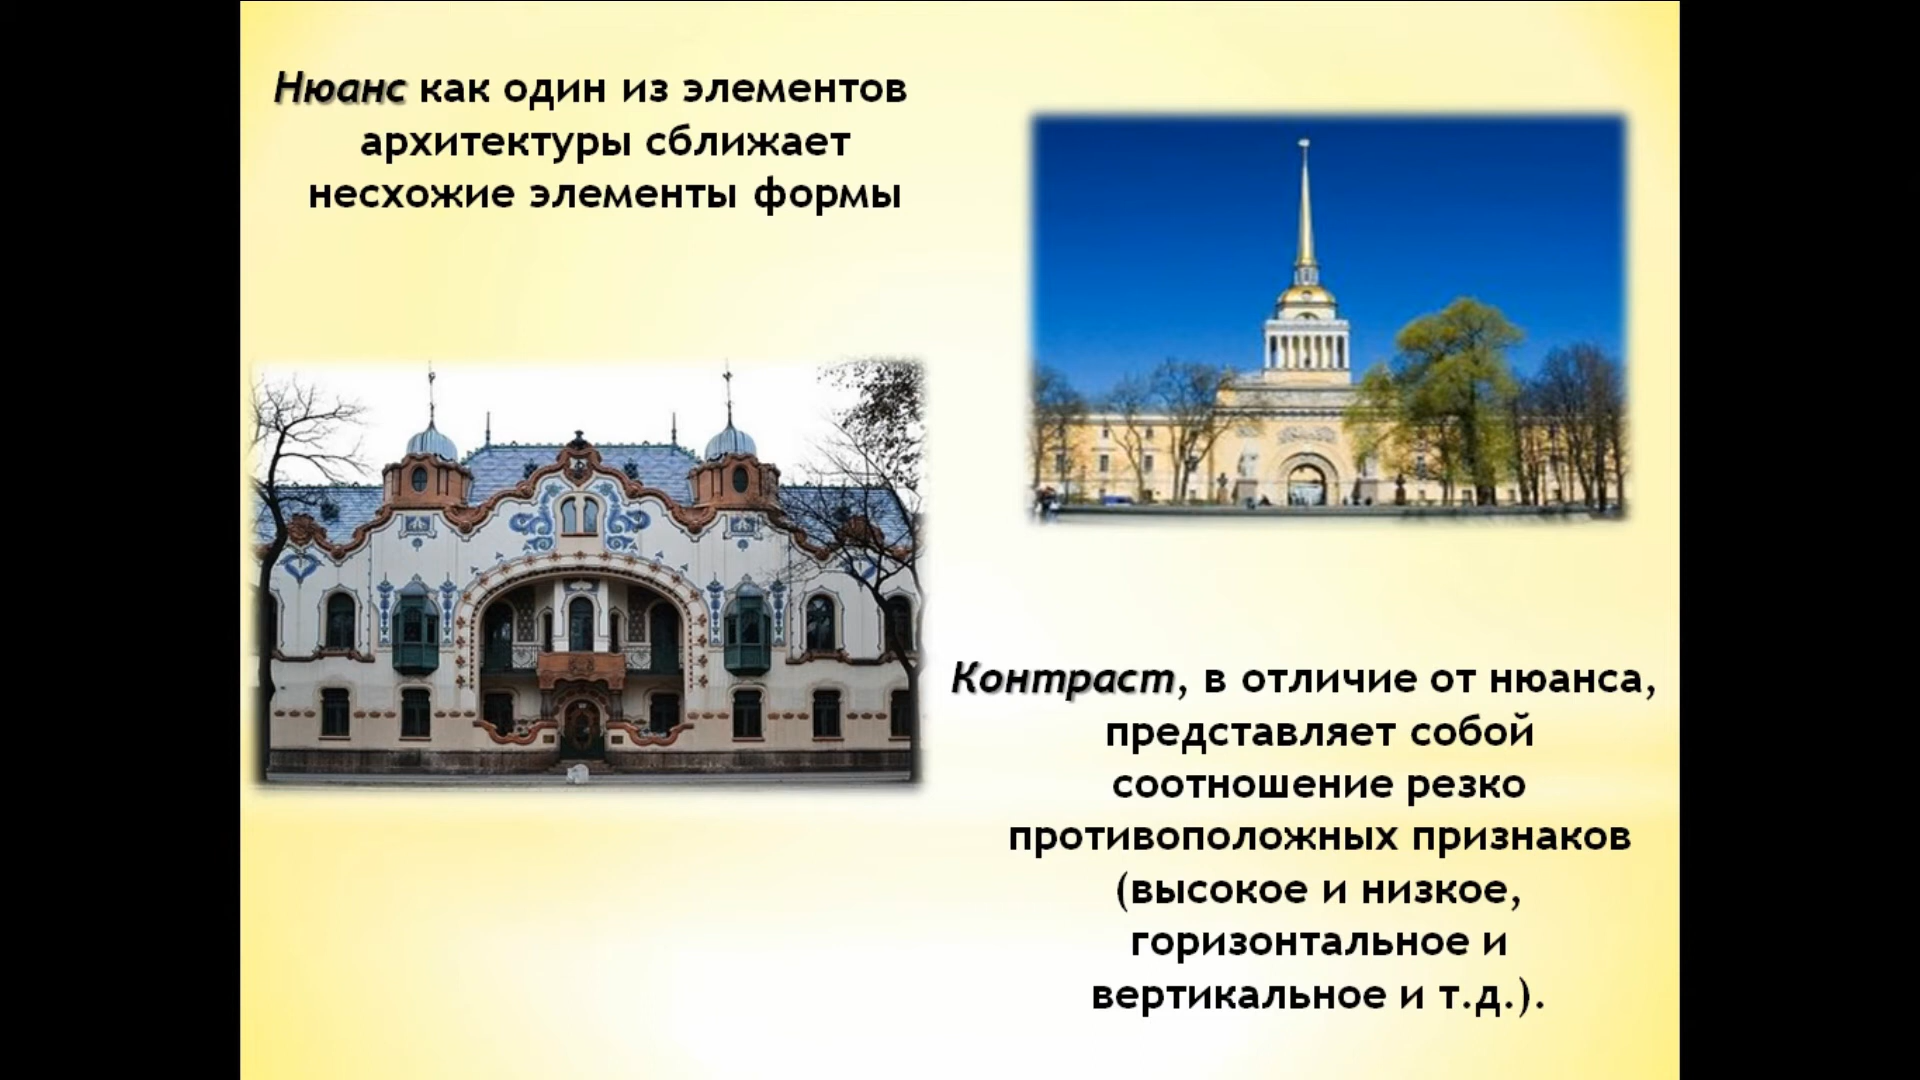 Нюанс как один из элементов
архитектуры сближает
несхожие элементы формы
Контраст, в отличие от нюанса,
представляет собой
соотношение резко
противоположных признаков
(высокое и низкое,
горизонтальное и
вертикальное и т.д.).